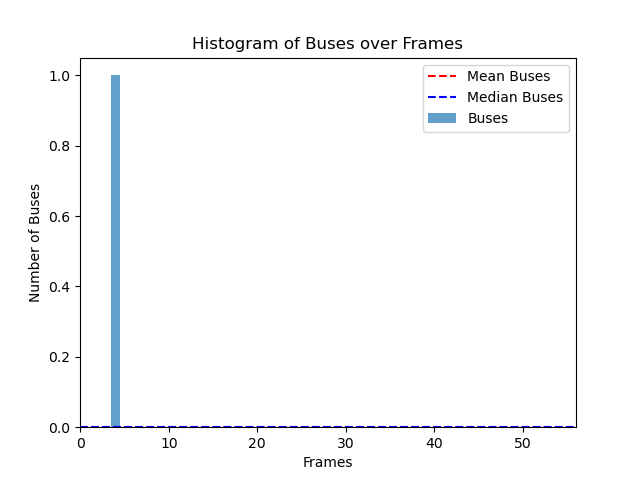 Histogram of Buses over Frames
Mean Buses
Median Buses
Buses
Number of Buses
1.0
0.8
0.6
0.4
0.2
0.0
0 10 20 30 40 50
Frames